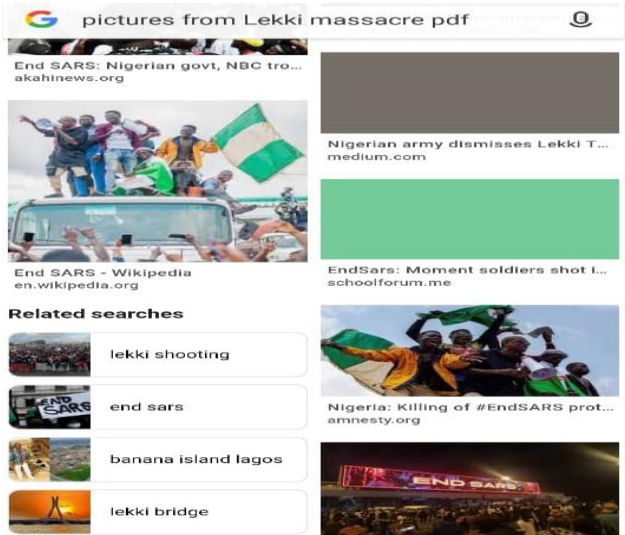 pictures from Lekki massacre pdf
End SARS: Nigerian govt, NBC tro...
akahinews.org
End SARS - Wikipedia
en.wikipedia.org
Related searches
lekki shooting
END
SARS
end sars
banana island lagos
lekki bridge
Nigerian army dismisses Lekki T...
medium.com
EndSars: Moment soldiers shot i...
schoolforum.me
Nigeria: Killing of #EndSARS prot...
amnesty.org
END SARS